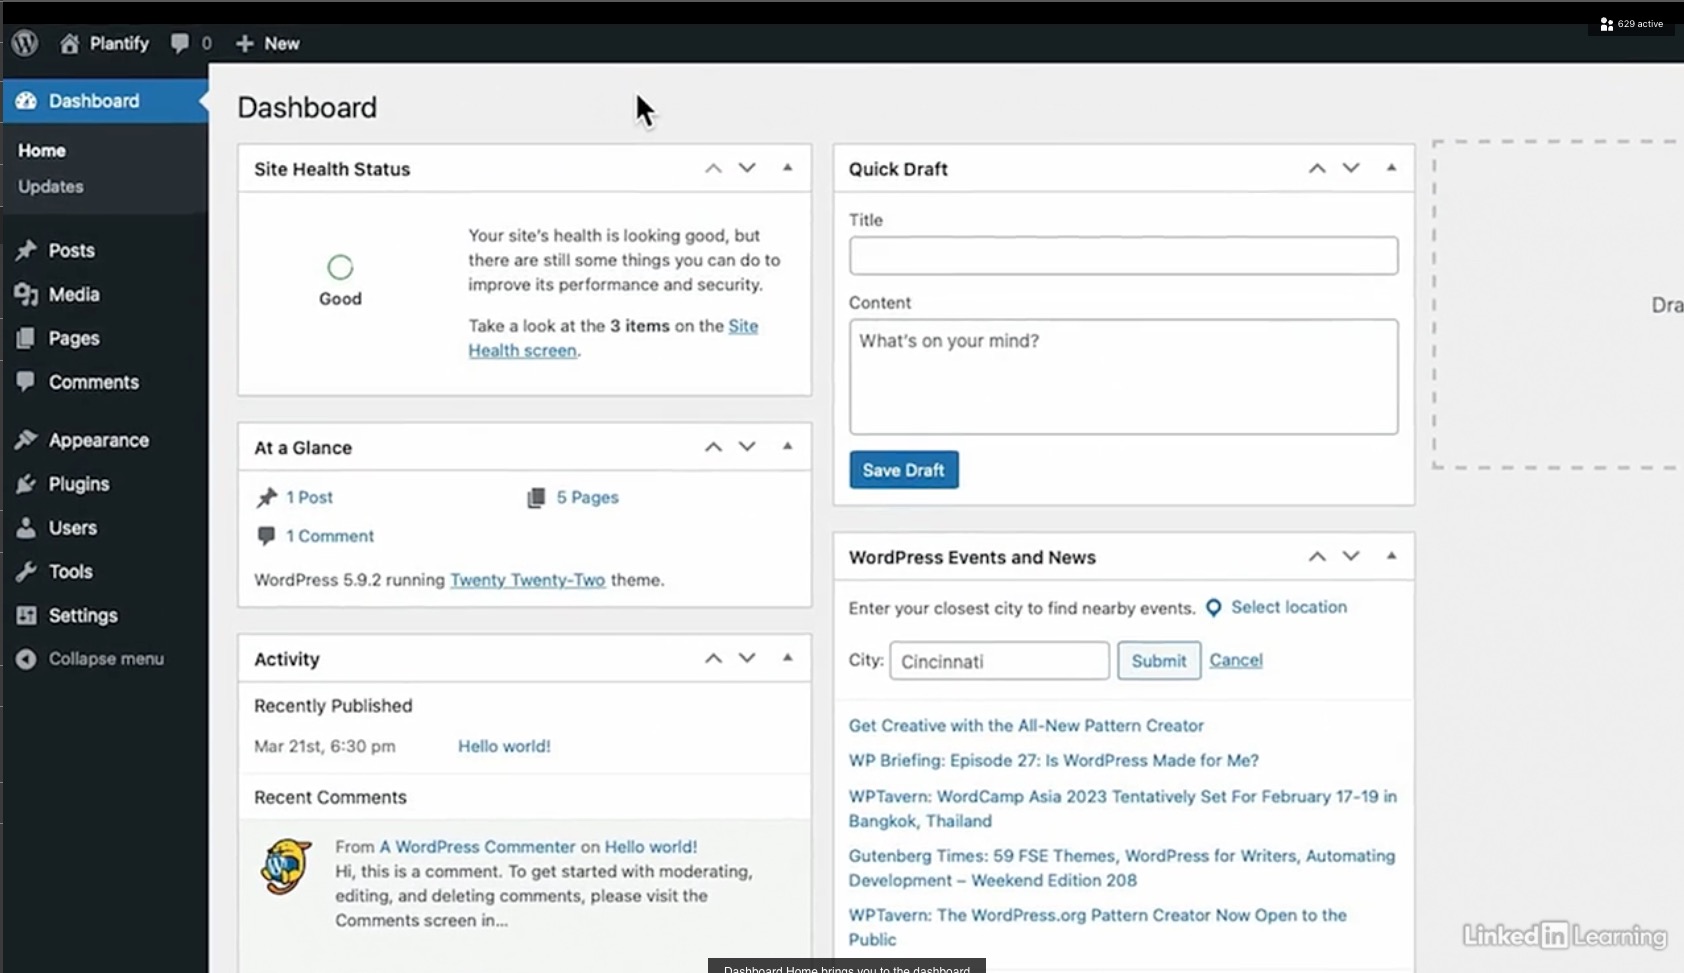 629 active
Plantify 0 New
Dashboard
Home
Updates
Posts
Media
Pages
Comments
Appearance
Plugins
Users
Tools
Settings
Collapse menu
Dashboard
Site Health Status
Good
Your site's health is looking good, but
there are still some things you can do to
improve its performance and security.
Take a look at the 3 items on the Site
Health screen.
At a Glance
1 Post
5 Pages
1 Comment
WordPress 5.9.2 running Twenty Twenty-Two theme.
Activity
Recently Published
Mar 21st, 6:30 pm Hello world!
Recent Comments
From A WordPress Commenter on Hello world!
Hi, this is a comment. To get started with moderating,
editing, and deleting comments, please visit the
Comments screen in...
Quick Draft
Title
Content
What's on your mind?
Save Draft
WordPress Events and News
Enter your closest city to find nearby events. Select location
City: Cincinnati Submit Cancel
Get Creative with the All-New Pattern Creator
WP Briefing: Episode 27: Is WordPress Made for Me?
WPTavern: WordCamp Asia 2023 Tentatively Set For February 17-19 in
Bangkok, Thailand
Gutenberg Times: 59 FSE Themes, WordPress for Writers, Automating
Development – Weekend Edition 208
WPTavern: The WordPress.org Pattern Creator Now Open to the
Public
Dra
LinkedIn Learning
Dashboard Home brings you to the dashboard